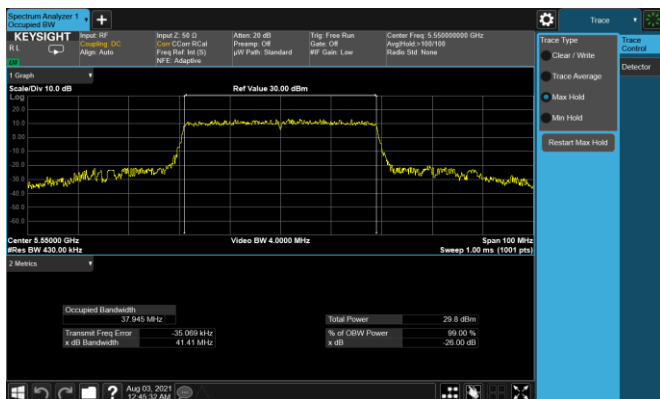 Spectrum Analyzer 1
Occupied BW
Trace
KEYSIGHT
R L
Input: RF
Coupling: DC
Align: Auto
Input Z: 50 Ω
Corr CCorr RCal
Freq Ref: Int (S)
NFE: Adaptive
Atten: 20 dB
Preamp: Off
µW Path: Standard
Trig: Free Run
Gate: Off
#IF Gain: Low
Center Freq: 5.550000000 GHz
Avg|Hold:>100/100
Radio Std: None
Trace Type
Clear / Write
Trace Average
Max Hold
Min Hold
Restart Max Hold
Trace
Control
Detector
1 Graph
Scale/Div 10.0 dB
Ref Value 30.00 dBm
Log
20.0
10.0
0.00
-10.0
-20.0
-30.0
-40.0
-50.0
-60.0
Center 5.55000 GHz
Video BW 4.0000 MHz
Span 100 MHz
#Res BW 430.00 kHz
Sweep 1.00 ms (1001 pts)
2 Metrics
Occupied Bandwidth
37.945 MHz
Total Power 29.8 dBm
Transmit Freq Error -35.069 kHz
% of OBW Power 99.00 %
x dB Bandwidth 41.41 MHz
x dB -26.00 dB
Aug 03, 2021
12:45:32 AM